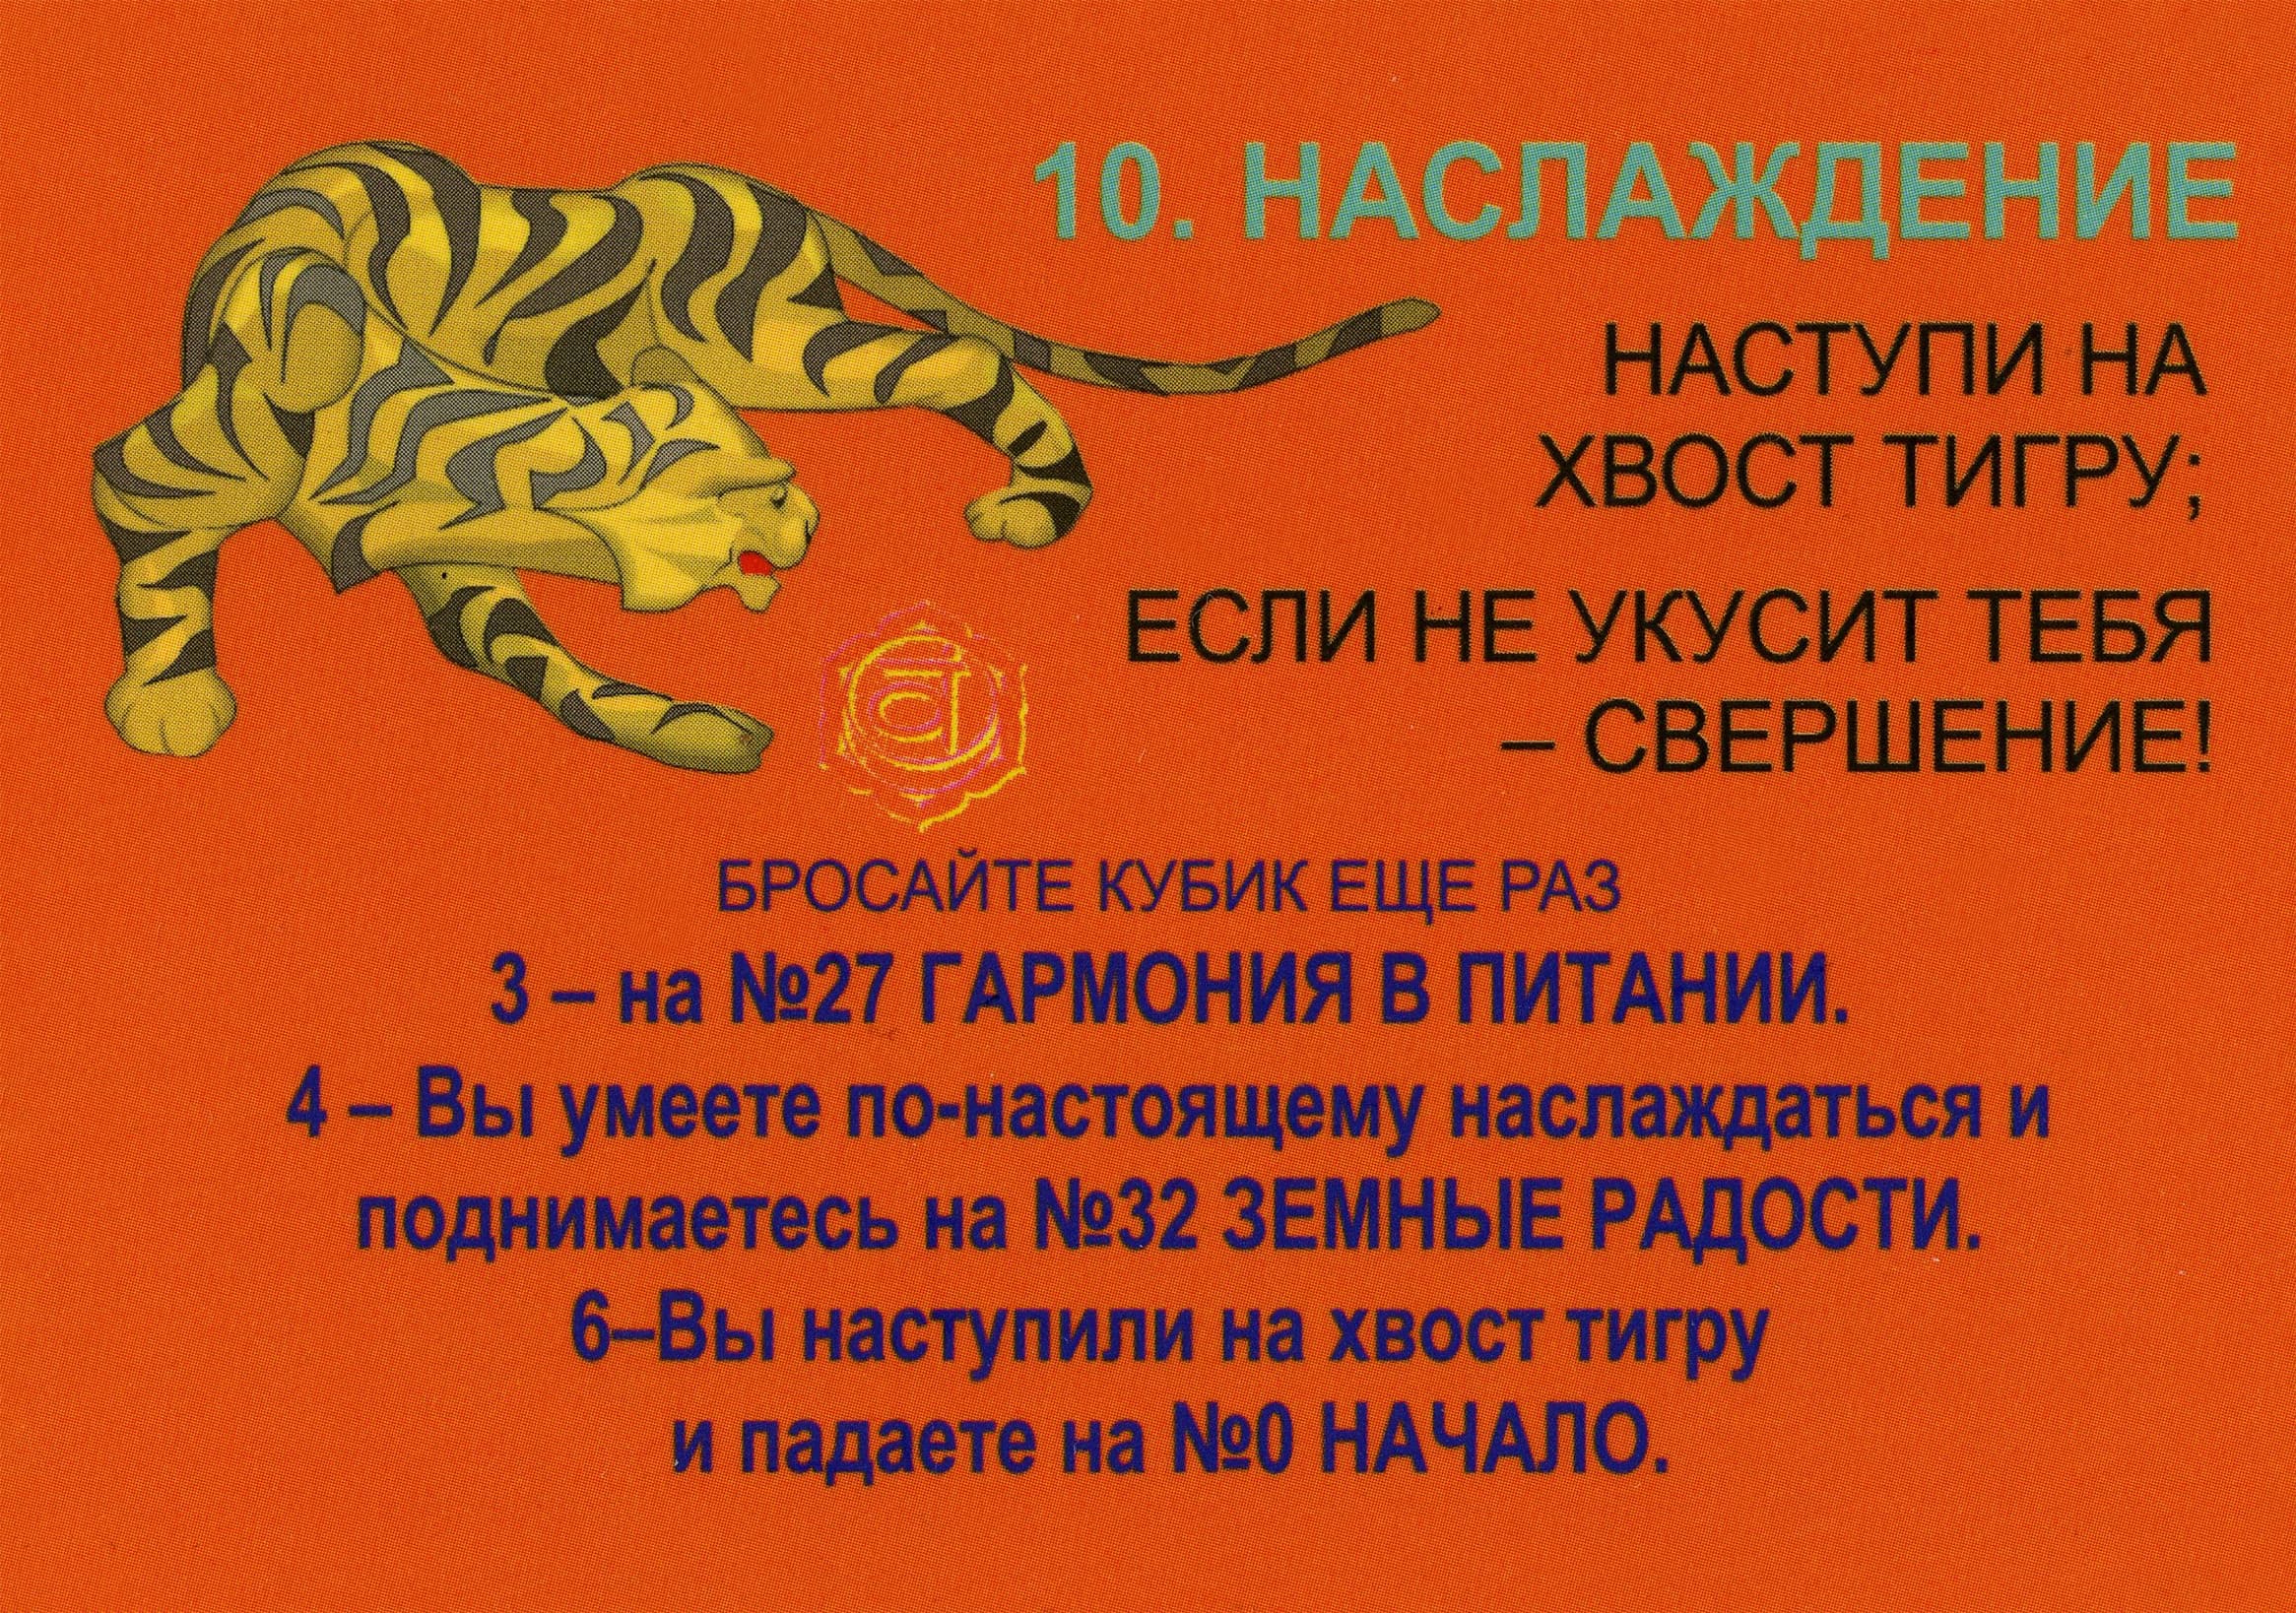 10. НАСЛАЖДЕНИЕ
НАСТУПИ НА
ХВОСТ ТИГРУ;
ЕСЛИ НЕ УКУСИТ ТЕБЯ
– СВЕРШЕНИЕ!
БРОСАЙТЕ КУБИК ЕЩЕ РАЗ
3 – на №27 ГАРМОНИЯ В ПИТАНИИ.
4 – Вы умеете по-настоящему наслаждаться и
поднимаетесь на №32 ЗЕМНЫЕ РАДОСТИ.
6–Вы наступили на хвост тигру
и падаете на №0 НАЧАЛО.